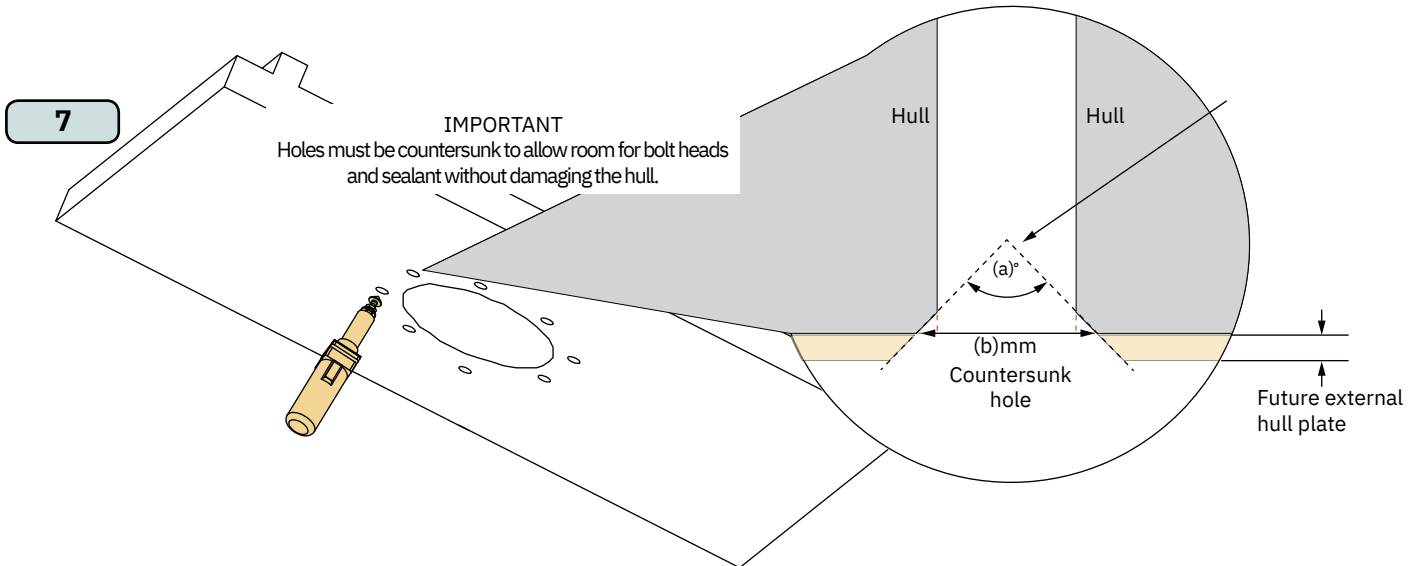 7
IMPORTANT
Holes must be countersunk to allow room for bolt heads
and sealant without damaging the hull.
Hull
Hull
(a)°
(b)mm
Countersunk
hole
Future external
hull plate